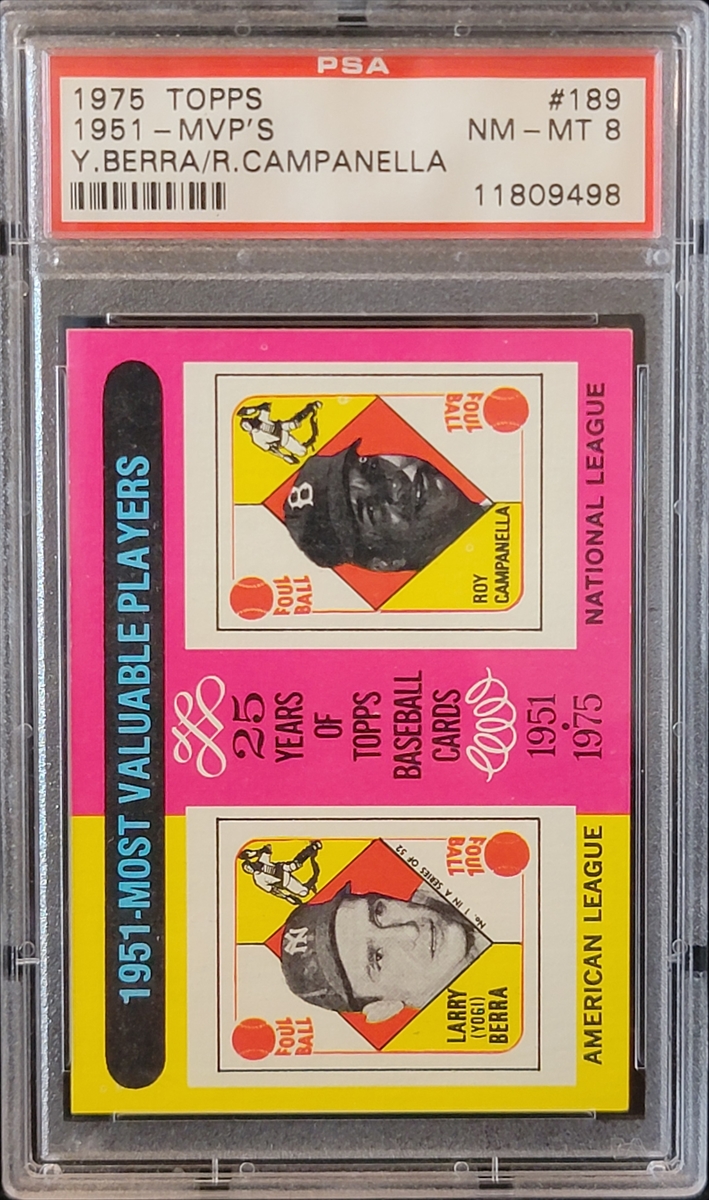 PSA
1975 TOPPS #189
1951 - MVP'S NM - MT 8
Y.BERRA/R.CAMPANELLA
11809498
1951-MOST VALUABLE PLAYERS
FOUL
BALL
NY
No. 1 IN A SERIES OF 52
LARRY
(YOGI)
BERRA
FOUL
BALL
AMERICAN LEAGUE
25
YEARS
OF
TOPPS
BASEBALL
CARDS
1951
•
1975
FOUL
BALL
B
ROY
CAMPANELLA
FOUL
BALL
NATIONAL LEAGUE